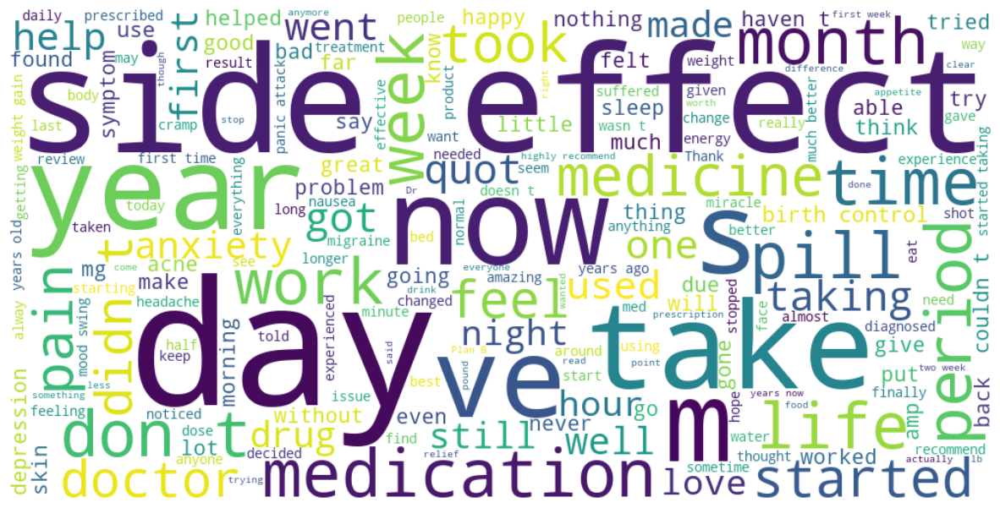 side effect
day
now
year
take
ve
s
m
month
week
took
went
help
first
made
time
medicine
pill
period
work
feel
pain
didn t
don t
doctor
medication
started
life
taking
night
hour
still
well
drug
love
used
one
got
quot
anxiety
daily
prescribed
use
found
symptom
helped
good
bad
result
body
last
cramp
stop
though
anymore
treatment
people
know
far
say
felt
happy
nothing
product
effective
want
little
suffered
wasn t
sleep
much
weight
given
change
energy
haven t
first week
tried
way
difference
clear
appetite
able
think
try
gave
really
much better
right
worth
panic attack
weight gain
getting
review
first time
everything
great
problem
needed
seem
highly recommend
Thank
done
experience
started taking
today
taken
long
nausea
migraine
longer
normal
Dr
doesn t
thing
anything
miracle
better
birth control
shot
eat
years old
mg
acne
make
see
come
starting
headache
always
mood swing
half
keep
told
morning
experienced
minute
going
changed
bed
drink
everyone
amazing
years ago
wanted
med
will
due
prescription
stopped
face
almost
diagnosed
need
couldn t
give
put
gone
around
using
point
start
read
Plan B
pound
said
best
issue
without
even
never
go
hope
years now
food
amp
finally
two week
back
recommend
lb
actually
thought
worked
water
sometime
relief
find
decided
dose
lot
anyone
trying
noticed
feeling
something
less
depression
skin
may